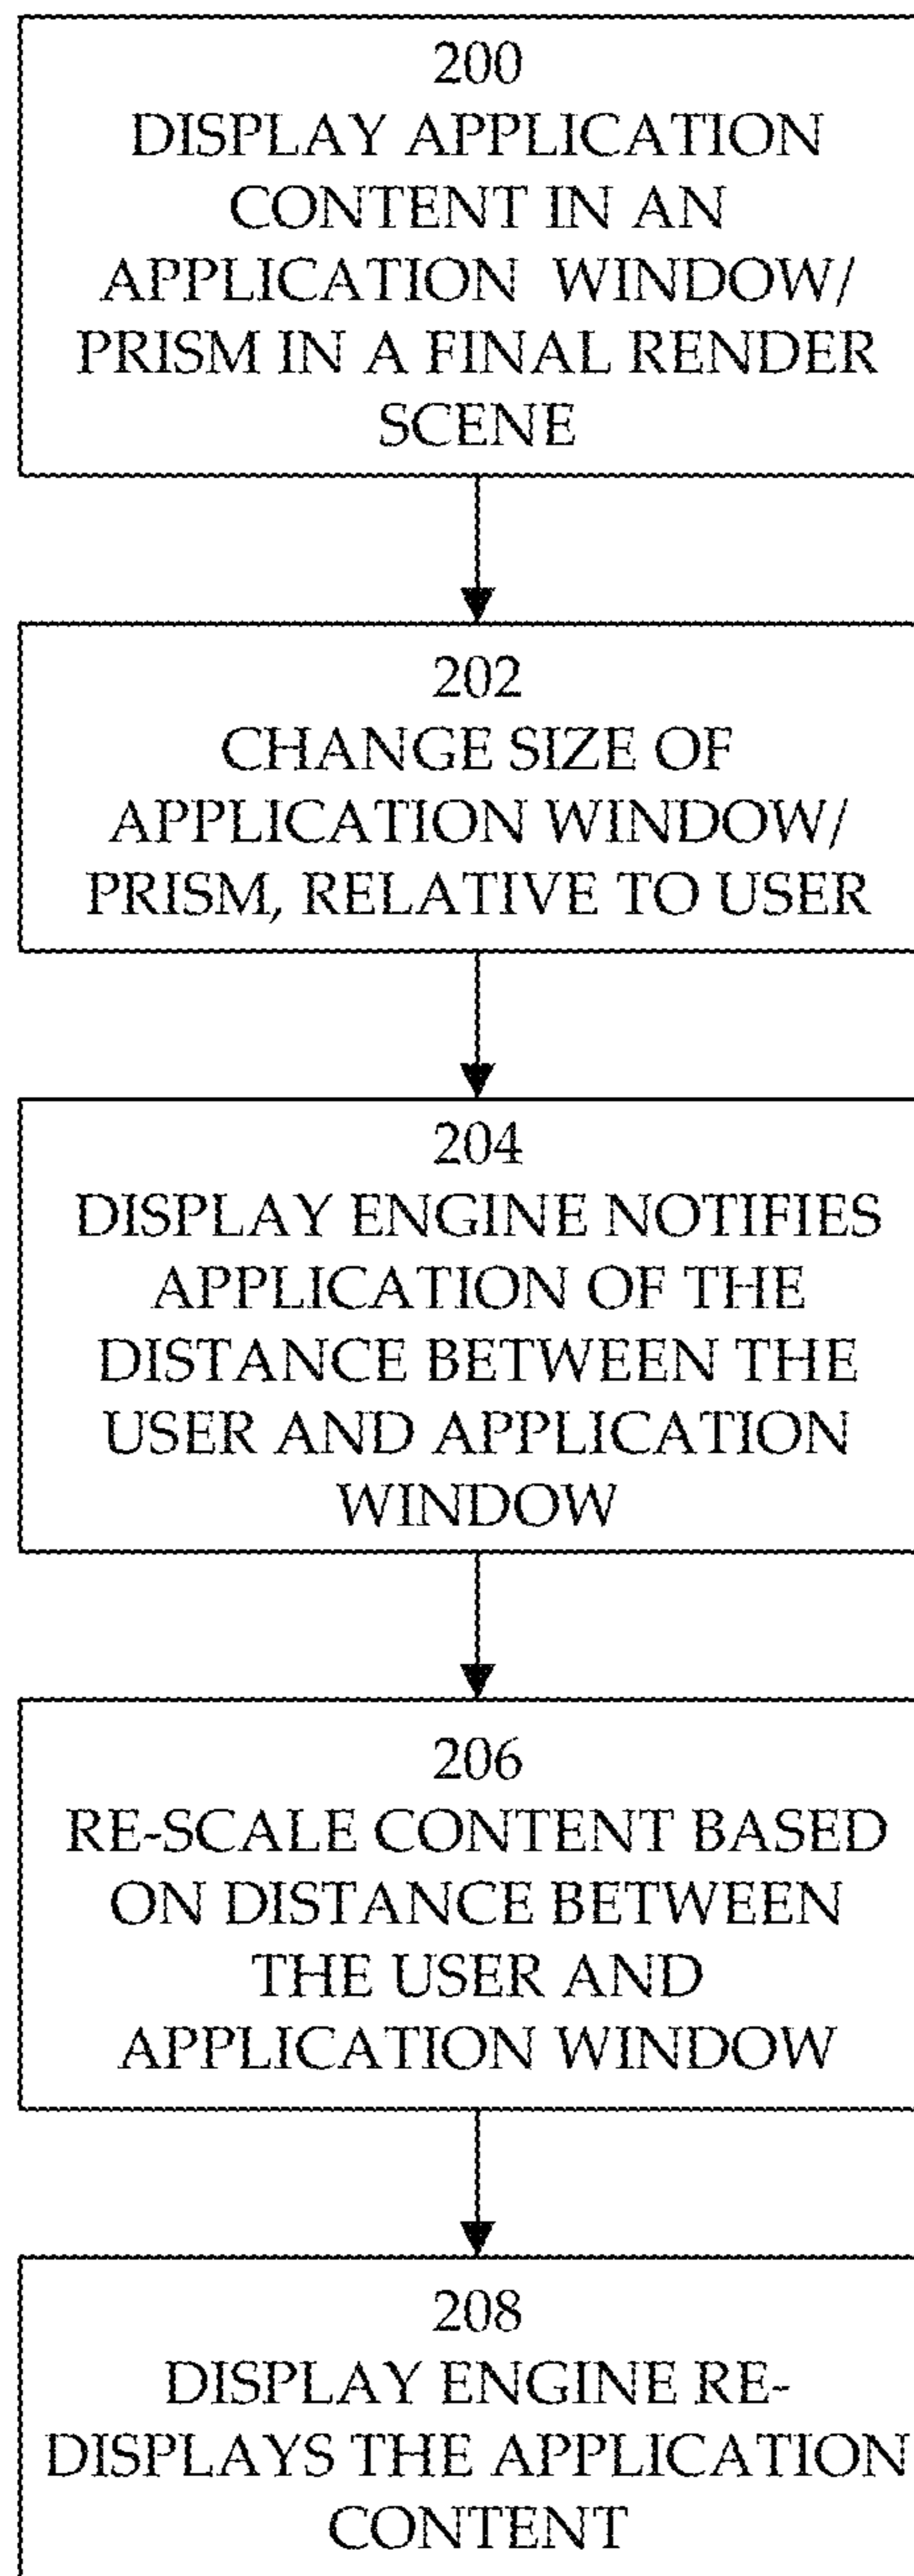 200
DISPLAY APPLICATION
CONTENT IN AN
APPLICATION WINDOW/
PRISM IN A FINAL RENDER
SCENE
202
CHANGE SIZE OF
APPLICATION WINDOW/
PRISM, RELATIVE TO USER
204
DISPLAY ENGINE NOTIFIES
APPLICATION OF THE
DISTANCE BETWEEN THE
USER AND APPLICATION
WINDOW
206
RE-SCALE CONTENT BASED
ON DISTANCE BETWEEN
THE USER AND
APPLICATION WINDOW
208
DISPLAY ENGINE RE-
DISPLAYS THE APPLICATION
CONTENT